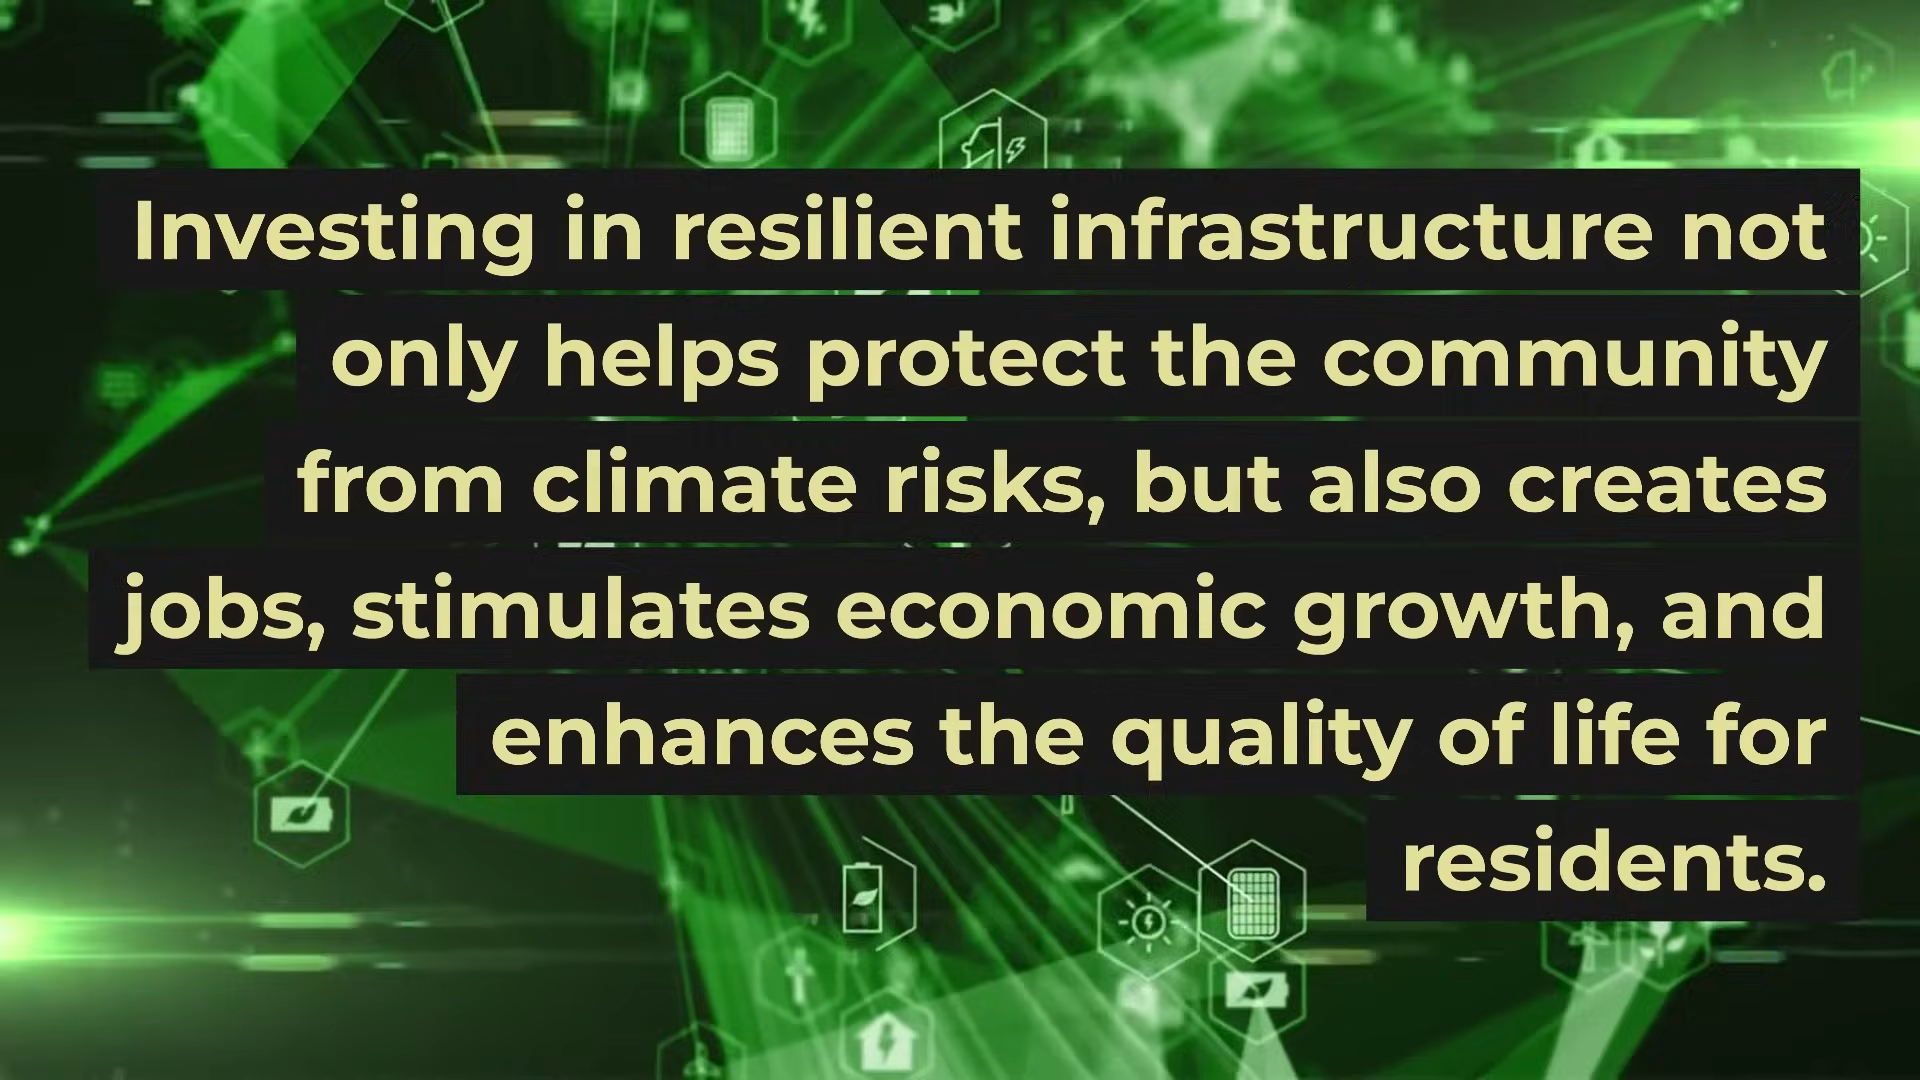 Investing in resilient infrastructure not
only helps protect the community
from climate risks, but also creates
jobs, stimulates economic growth, and
enhances the quality of life for
residents.